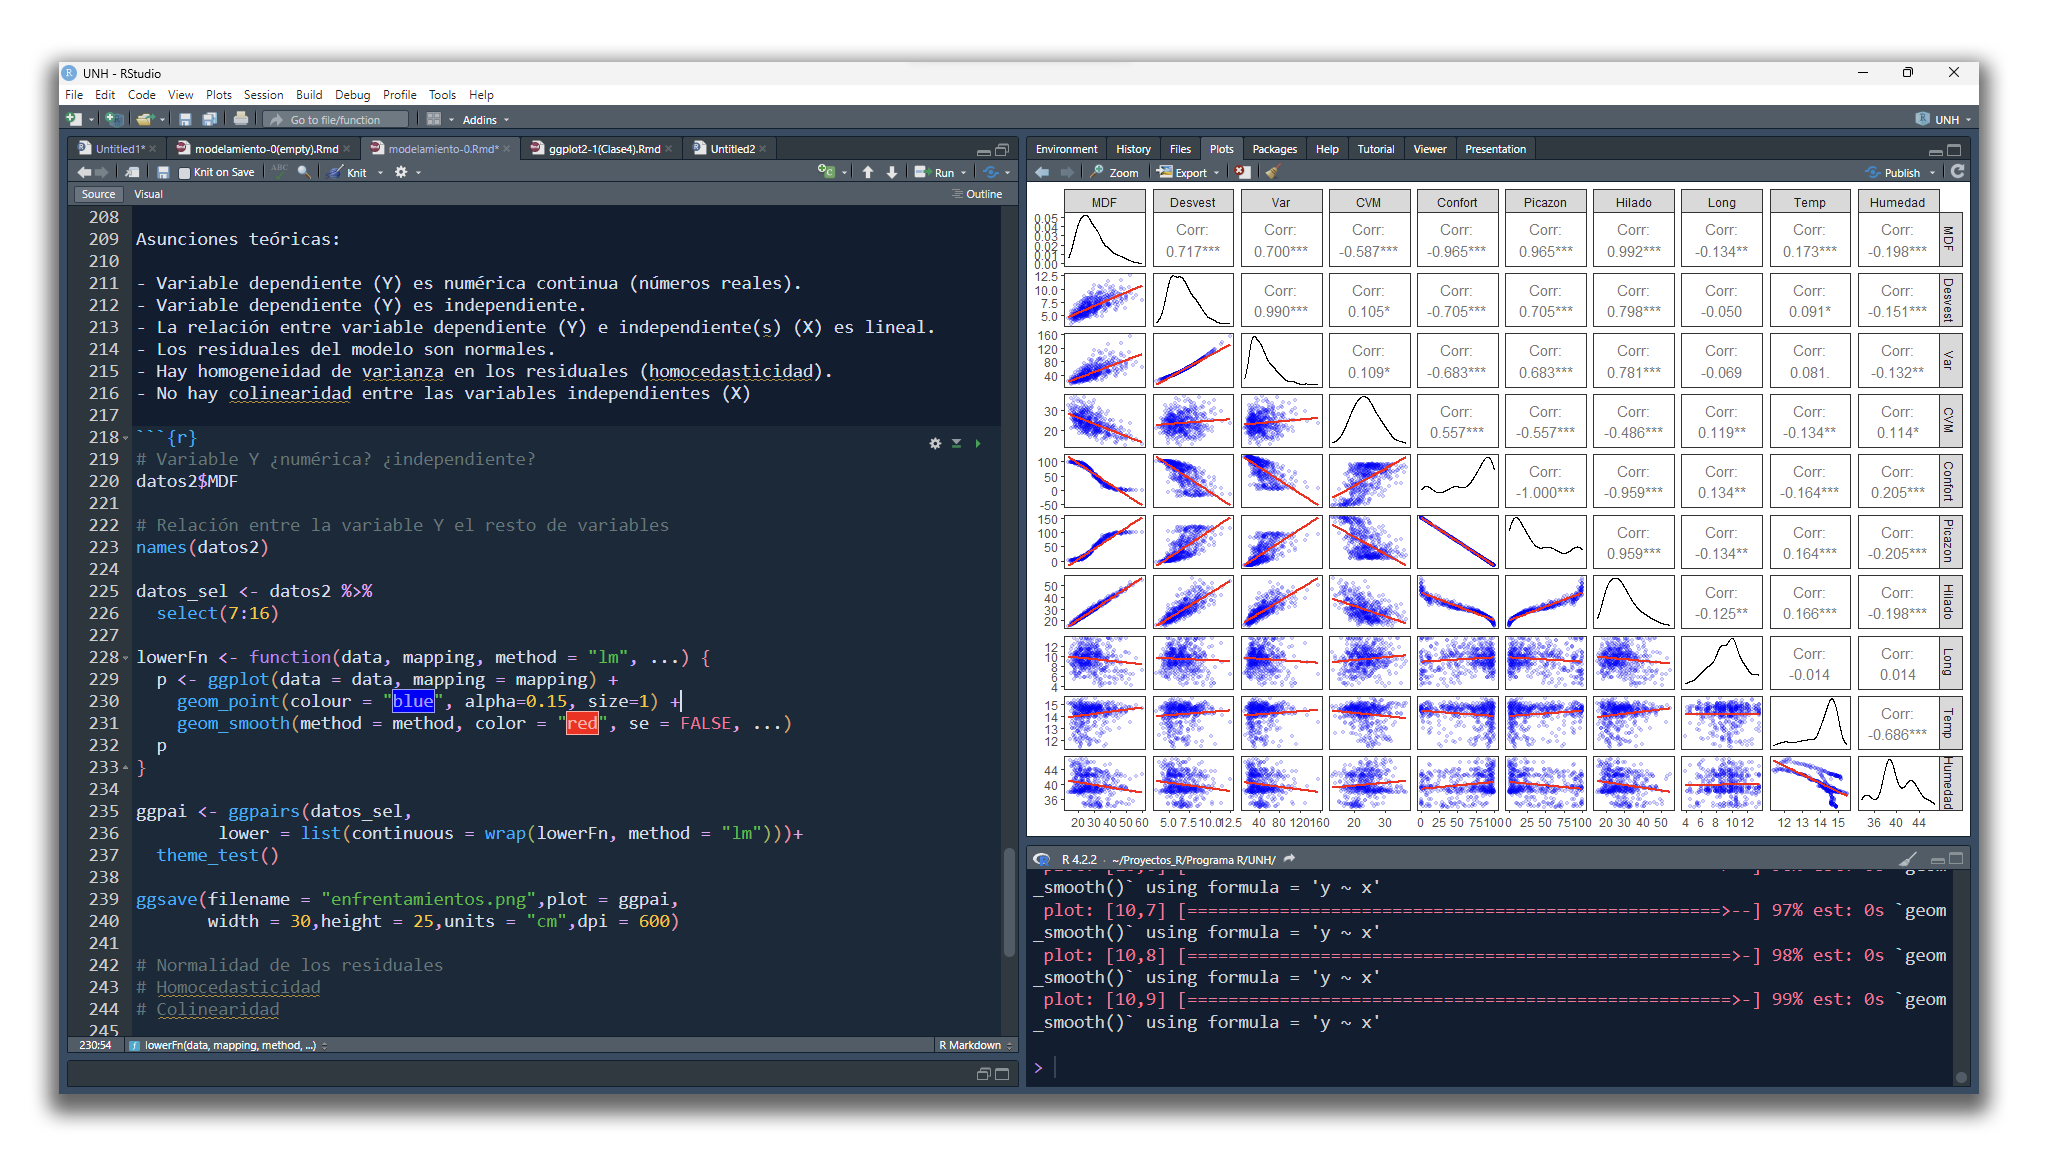 UNH - RStudio
File Edit Code View Plots Session Build Debug Profile Tools Help
Go to file/function Addins UNH
Untitled1* modelamiento-0(empty).Rmd modelamiento-0.Rmd* ggplot2-1(Clase4).Rmd Untitled2
Knit on Save ABC Knit Run
Source Visual Outline
208
209 Asunciones teóricas:
210
211 - Variable dependiente (Y) es numérica continua (números reales).
212 - Variable dependiente (Y) es independiente.
213 - La relación entre variable dependiente (Y) e independiente(s) (X) es lineal.
214 - Los residuales del modelo son normales.
215 - Hay homogeneidad de varianza en los residuales (homocedasticidad).
216 - No hay colinearidad entre las variables independientes (X)
217
218 ```{r}
219 # Variable Y ¿numérica? ¿independiente?
220 datos2$MDF
221
222 # Relación entre la variable Y el resto de variables
223 names(datos2)
224
225 datos_sel <- datos2 %>%
226 select(7:16)
227
228 lowerFn <- function(data, mapping, method = "lm", ...) {
229 p <- ggplot(data = data, mapping = mapping) +
230 geom_point(colour = "blue", alpha=0.15, size=1) +
231 geom_smooth(method = method, color = "red", se = FALSE, ...)
232 p
233 }
234
235 ggpai <- ggpairs(datos_sel,
236 lower = list(continuous = wrap(lowerFn, method = "lm")))+
237 theme_test()
238
239 ggsave(filename = "enfrentamientos.png",plot = ggpai,
240 width = 30,height = 25,units = "cm",dpi = 600)
241
242 # Normalidad de los residuales
243 # Homocedasticidad
244 # Colinearidad
245
230:54 lowerFn(data, mapping, method, ...) R Markdown
Environment History Files Plots Packages Help Tutorial Viewer Presentation
Zoom Export Publish
MDF Desvest Var CVM Confort Picazon Hilado Long Temp Humedad
0.05 0.04 0.03 0.02 0.01 0.00
Corr: Corr: Corr: Corr: Corr: Corr: Corr: Corr: Corr:
0.717*** 0.700*** -0.587*** -0.965*** 0.965*** 0.992*** -0.134** 0.173*** -0.198***
MDF
12.5 10.0 7.5 5.0
Corr: Corr: Corr: Corr: Corr: Corr: Corr: Corr:
0.990*** 0.105* -0.705*** 0.705*** 0.798*** -0.050 0.091* -0.151***
Desvest
160 120 80 40
Corr: Corr: Corr: Corr: Corr: Corr: Corr:
0.109* -0.683*** 0.683*** 0.781*** -0.069 0.081. -0.132**
Var
30 20
Corr: Corr: Corr: Corr: Corr: Corr:
0.557*** -0.557*** -0.486*** 0.119** -0.134** 0.114*
CVM
100 50 0 -50
Corr: Corr: Corr: Corr: Corr:
-1.000*** -0.959*** 0.134** -0.164*** 0.205***
Confort
150 100 50 0
Corr: Corr: Corr: Corr:
0.959*** -0.134** 0.164*** -0.205***
Picazon
50 40 30 20
Corr: Corr: Corr:
-0.125** 0.166*** -0.198***
Hilado
12 10 8 6 4
Corr: Corr:
-0.014 0.014
Long
15 14 13 12
Corr:
-0.686***
Temp
44 40 36
Humedad
20 30 40 50 60 5.0 7.5 10.0 12.5 40 80 120 160 20 30 0 25 50 75 100 0 25 50 75 100 20 30 40 50 4 6 8 10 12 12 13 14 15 36 40 44
R 4.2.2 · ~/Proyectos_R/Programa R/UNH/
_smooth()` using formula = 'y ~ x'
plot: [10,7] [====================================================>--] 97% est: 0s `geom
_smooth()` using formula = 'y ~ x'
plot: [10,8] [=====================================================>-] 98% est: 0s `geom
_smooth()` using formula = 'y ~ x'
plot: [10,9] [=====================================================>-] 99% est: 0s `geom
_smooth()` using formula = 'y ~ x'
>